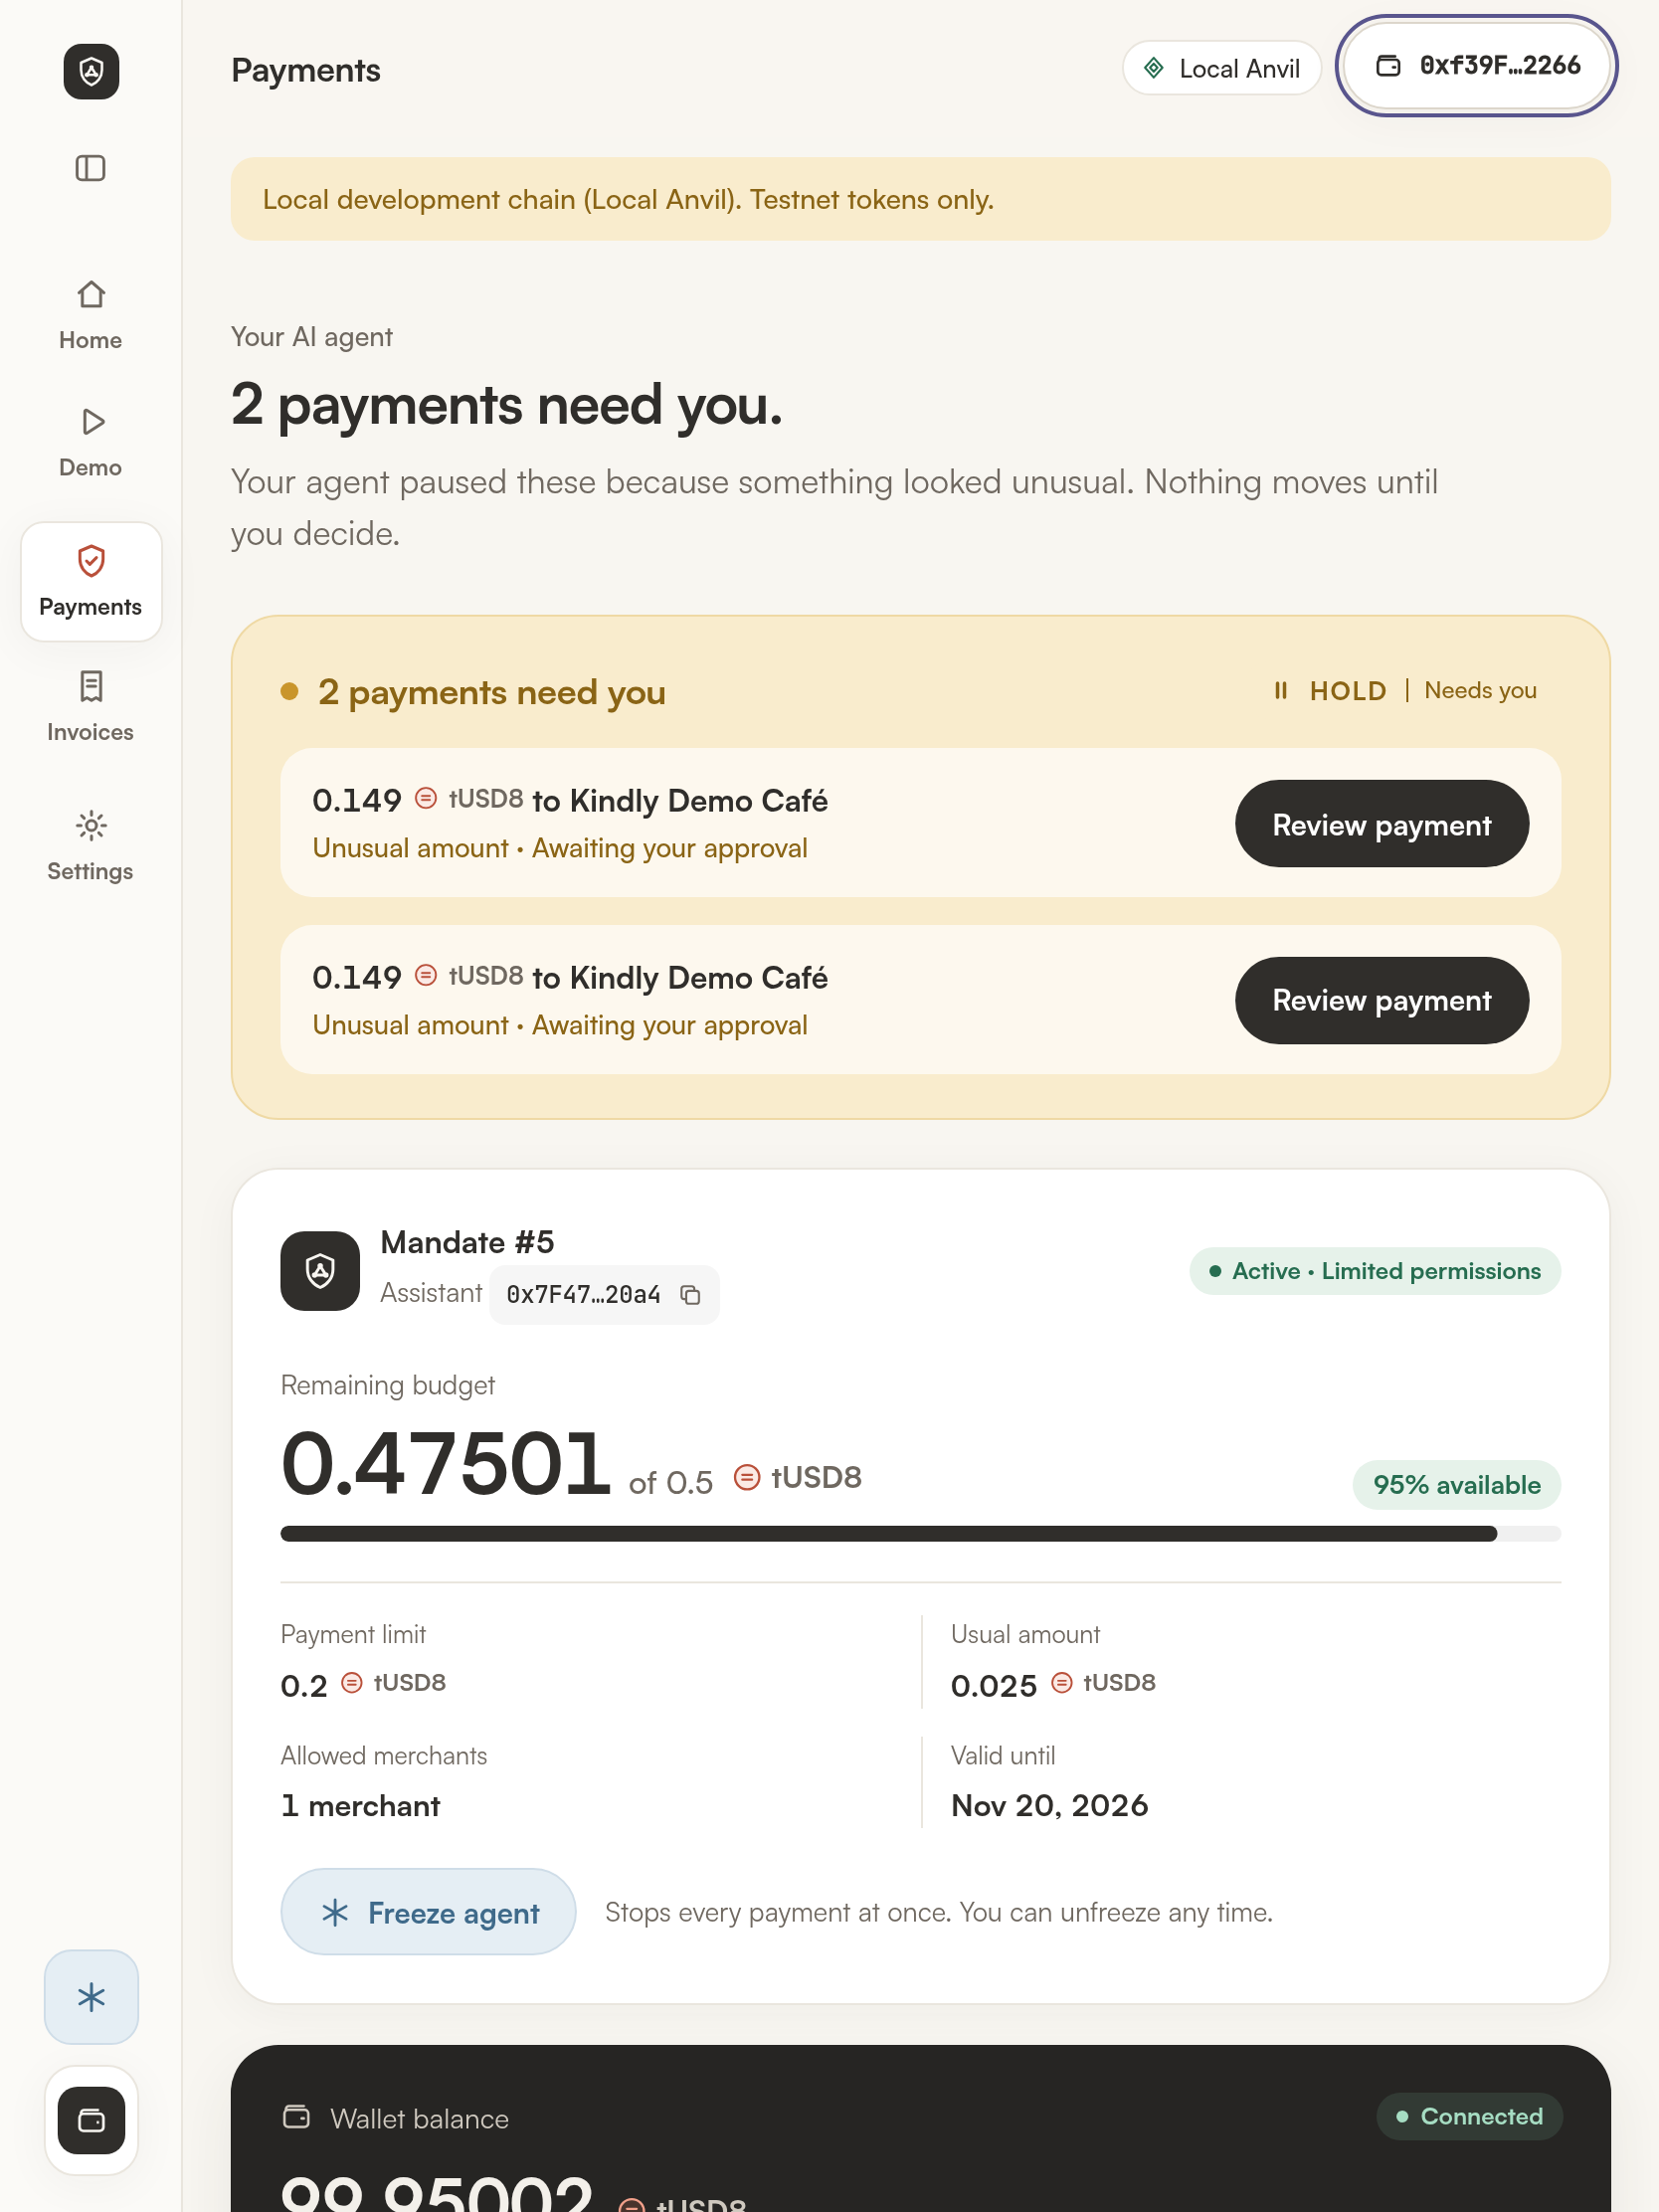 Payments
Local Anvil
0xf39F…2266
Local development chain (Local Anvil). Testnet tokens only.
Home
Demo
Payments
Invoices
Settings
Your AI agent
2 payments need you.
Your agent paused these because something looked unusual. Nothing moves until
you decide.
2 payments need you
HOLD | Needs you
0.149 tUSD8 to Kindly Demo Café
Unusual amount · Awaiting your approval
Review payment
0.149 tUSD8 to Kindly Demo Café
Unusual amount · Awaiting your approval
Review payment
Mandate #5
Assistant 0x7F47…20a4
Active · Limited permissions
Remaining budget
0.47501 of 0.5 tUSD8
95% available
Payment limit
0.2 tUSD8
Usual amount
0.025 tUSD8
Allowed merchants
1 merchant
Valid until
Nov 20, 2026
Freeze agent
Stops every payment at once. You can unfreeze any time.
Wallet balance
Connected
99.95002 tUSD8